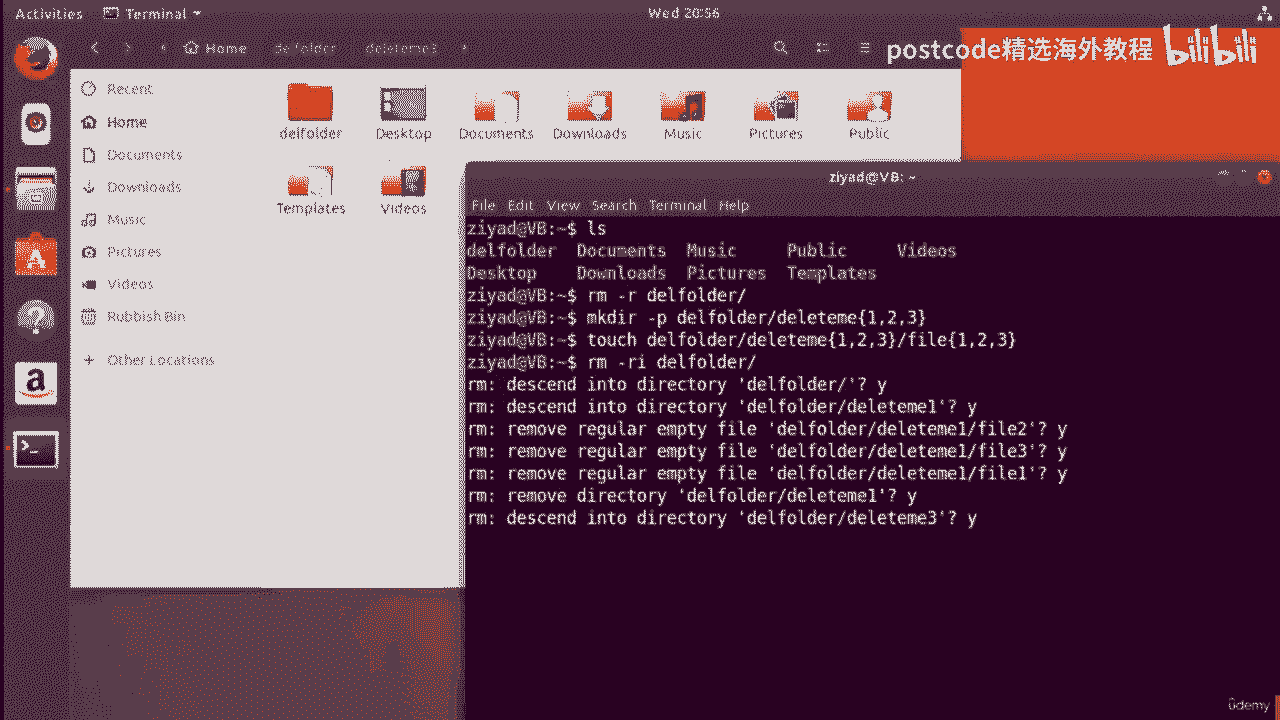 Activities Terminal Wed 20:56
Home delfolder deleteme3
postcode精选海外教程 bilibili
Recent
Home
Documents
Downloads
Music
Pictures
Videos
Rubbish Bin
+ Other Locations
delfolder Desktop Documents Downloads Music Pictures Public
Templates Videos
ziyad@VB: ~
File Edit View Search Terminal Help
ziyad@VB:~$ ls
delfolder Documents Music Public Videos
Desktop Downloads Pictures Templates
ziyad@VB:~$ rm -r delfolder/
ziyad@VB:~$ mkdir -p delfolder/deleteme{1,2,3}
ziyad@VB:~$ touch delfolder/deleteme{1,2,3}/file{1,2,3}
ziyad@VB:~$ rm -ri delfolder/
rm: descend into directory 'delfolder/'? y
rm: descend into directory 'delfolder/deleteme1'? y
rm: remove regular empty file 'delfolder/deleteme1/file2'? y
rm: remove regular empty file 'delfolder/deleteme1/file3'? y
rm: remove regular empty file 'delfolder/deleteme1/file1'? y
rm: remove directory 'delfolder/deleteme1'? y
rm: descend into directory 'delfolder/deleteme3'? y
ûdemy